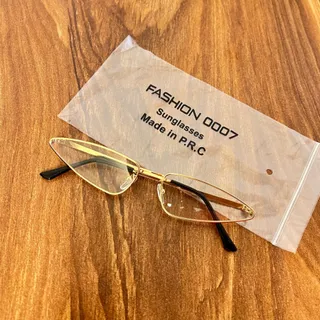 FASHION 0007
Sunglasses
Made in P.R.C